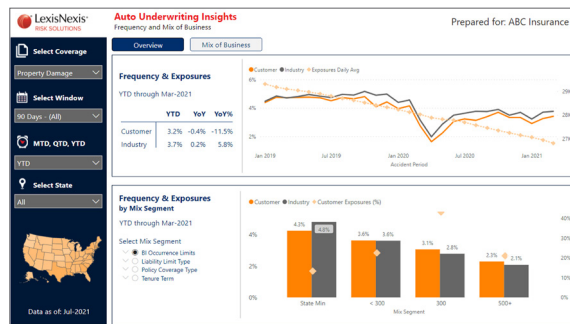 LexisNexis®
RISK SOLUTIONS
Auto Underwriting Insights
Frequency and Mix of Business
Prepared for: ABC Insurance
Overview
Mix of Business
Select Coverage
Property Damage
Select Window
90 Days - (All)
MTD, QTD, YTD
YTD
Select State
All
Data as of: Jul-2021
Frequency & Exposures
YTD through Mar-2021
YTD YoY YoY%
Customer 3.2% -0.4% -11.5%
Industry 3.7% 0.2% 5.8%
Customer Industry Exposures Daily Avg
6%
4%
2%
Jan 2019 Jul 2019 Jan 2020 Jul 2020 Jan 2021
Accident Period
Frequency & Exposures
by Mix Segment
YTD through Mar-2021
Select Mix Segment
BI Occurrence Limits
Liability Limit Type
Policy Coverage Type
Tenure Term
Customer Industry Customer Exposures (%)
4.3% 4.8% 3.6% 3.6% 3.1% 2.8% 2.3% 2.1%
4%
2%
0%
40%
30%
20%
10%
0%
State Min < 300 300 500+
Mix Segment